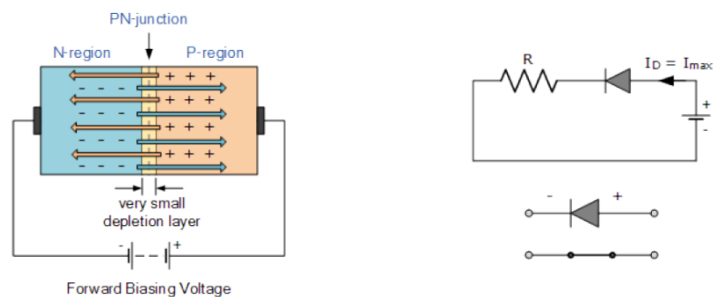 PN-junction
N-region P-region
+ + +
- - -
+ + +
- - -
+ + +
- - -
+ + +
- - -
very small
depletion layer
- +
Forward Biasing Voltage
R
I_D = I_max
+
-
- +